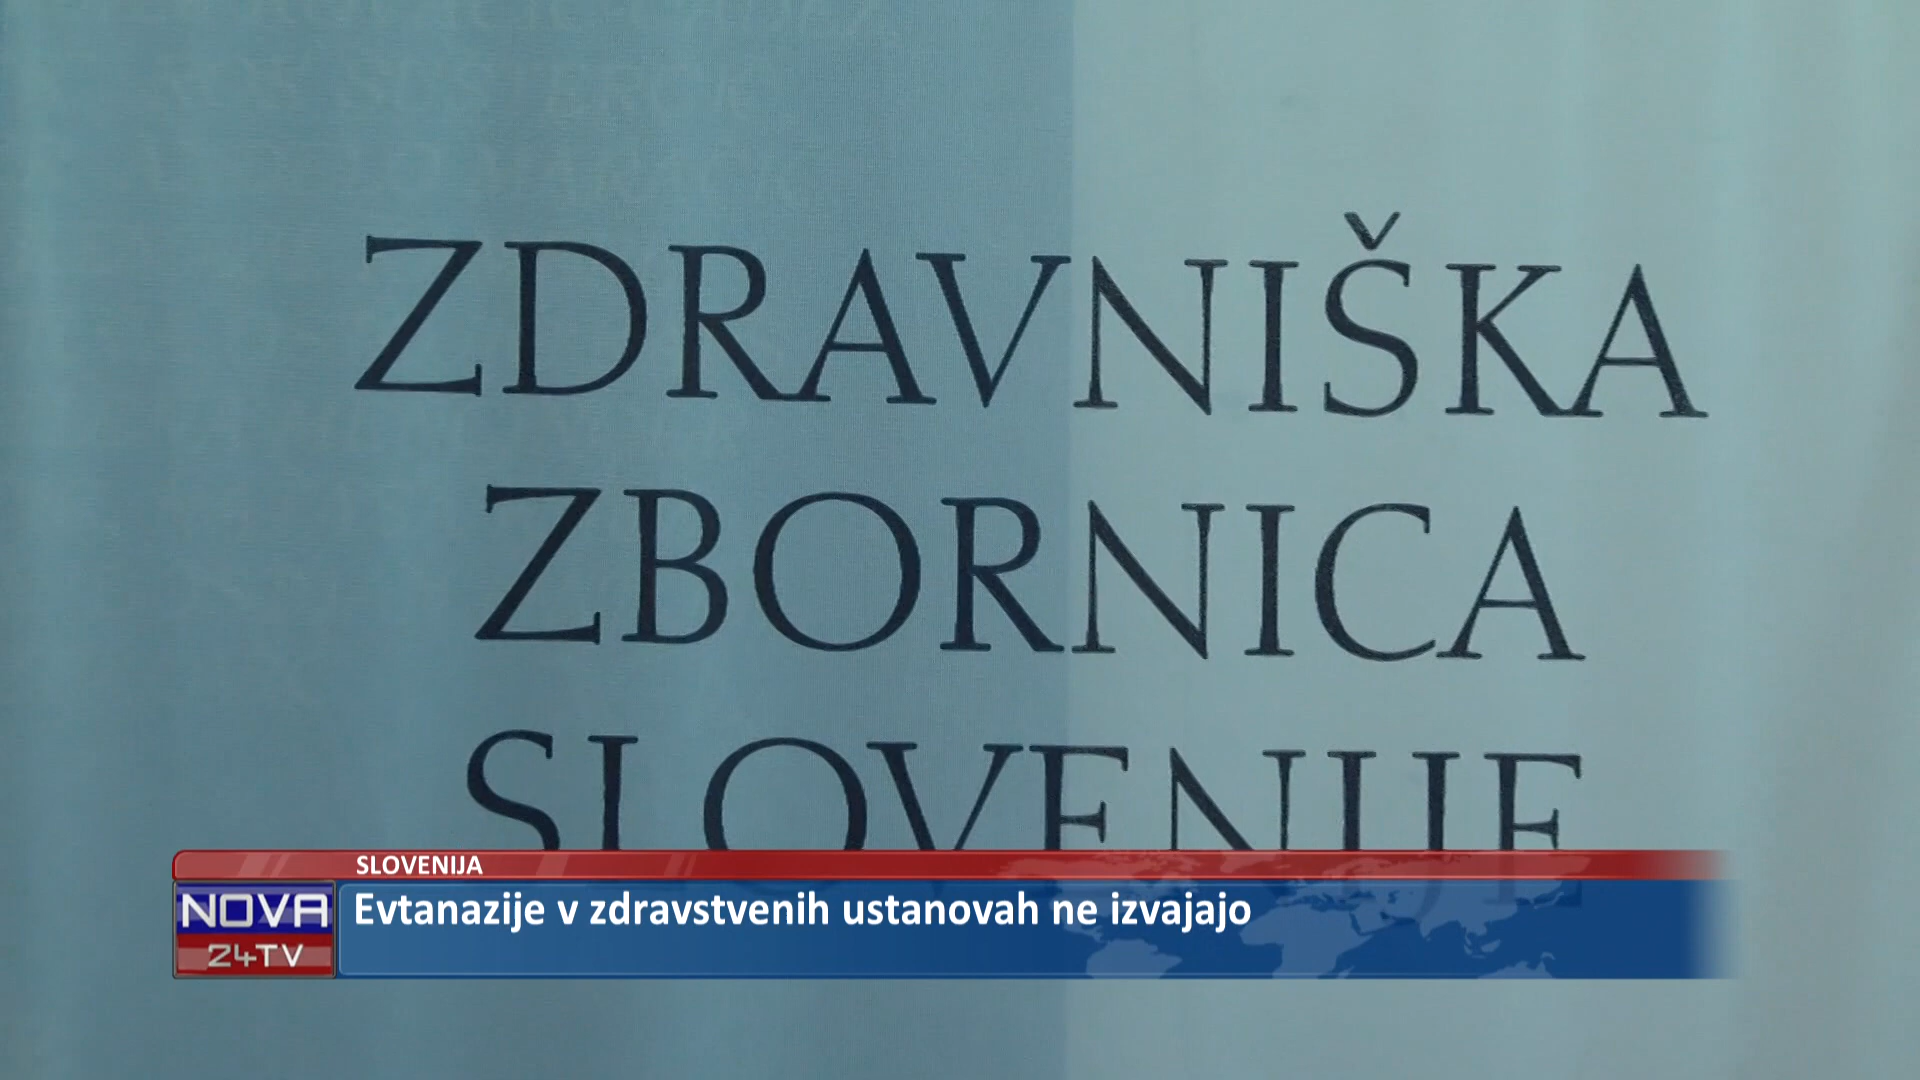 ZDRAVNIŠKA
ZBORNICA
SLOVENIJE
SLOVENIJA
NOVA
24TV
Evtanazije v zdravstvenih ustanovah ne izvajajo